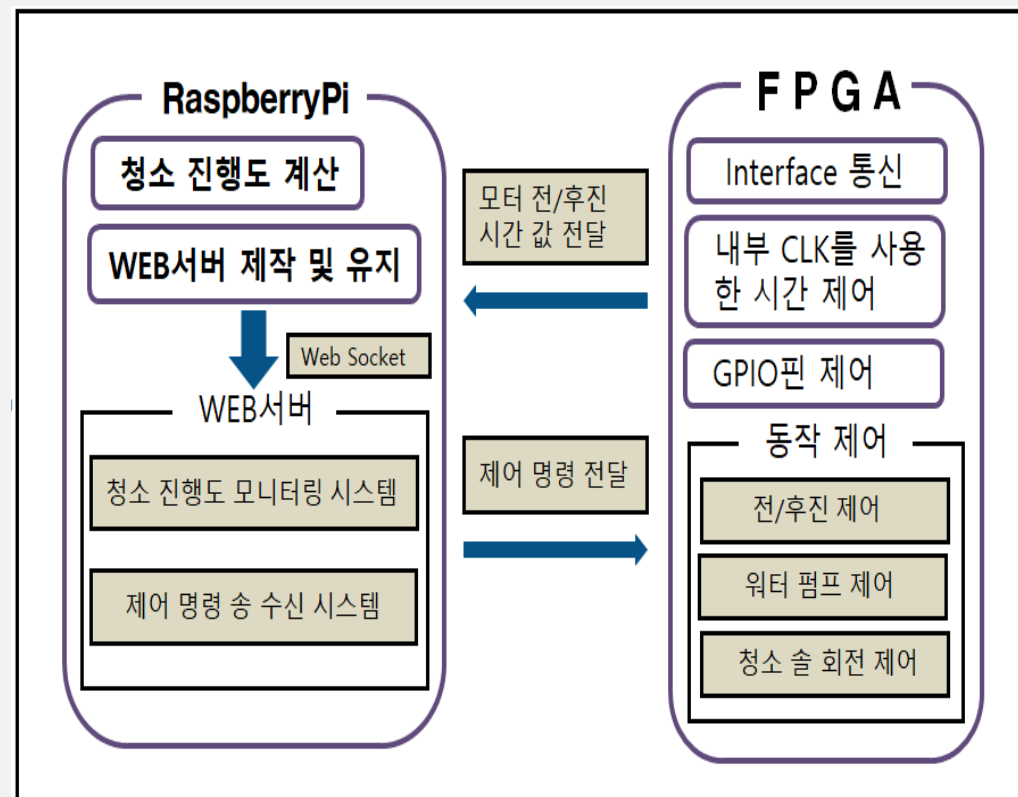 RaspberryPi
청소 진행도 계산
WEB서버 제작 및 유지
Web Socket
WEB서버
청소 진행도 모니터링 시스템
제어 명령 송 수신 시스템
모터 전/후진
시간 값 전달
제어 명령 전달
F P G A
Interface 통신
내부 CLK를 사용
한 시간 제어
GPIO핀 제어
동작 제어
전/후진 제어
워터 펌프 제어
청소 솔 회전 제어